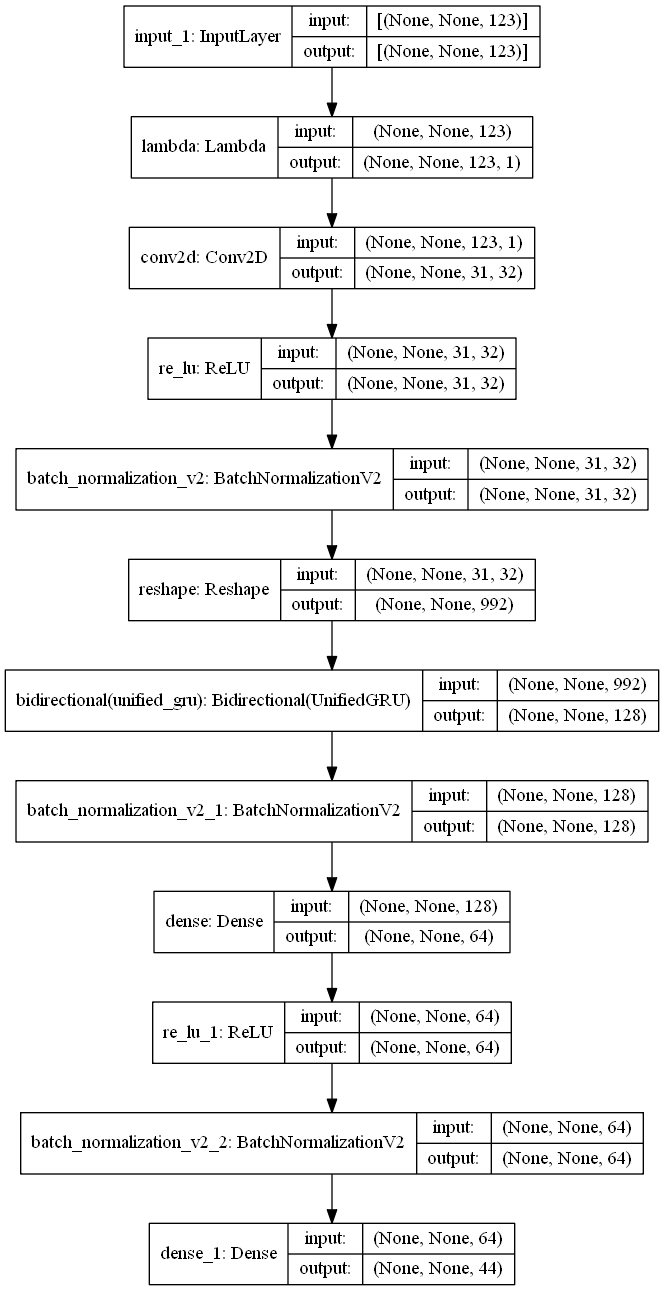 input_1: InputLayer
input:
[(None, None, 123)]
output:
[(None, None, 123)]
lambda: Lambda
input:
(None, None, 123)
output:
(None, None, 123, 1)
conv2d: Conv2D
input:
(None, None, 123, 1)
output:
(None, None, 31, 32)
re_lu: ReLU
input:
(None, None, 31, 32)
output:
(None, None, 31, 32)
batch_normalization_v2: BatchNormalizationV2
input:
(None, None, 31, 32)
output:
(None, None, 31, 32)
reshape: Reshape
input:
(None, None, 31, 32)
output:
(None, None, 992)
bidirectional(unified_gru): Bidirectional(UnifiedGRU)
input:
(None, None, 992)
output:
(None, None, 128)
batch_normalization_v2_1: BatchNormalizationV2
input:
(None, None, 128)
output:
(None, None, 128)
dense: Dense
input:
(None, None, 128)
output:
(None, None, 64)
re_lu_1: ReLU
input:
(None, None, 64)
output:
(None, None, 64)
batch_normalization_v2_2: BatchNormalizationV2
input:
(None, None, 64)
output:
(None, None, 64)
dense_1: Dense
input:
(None, None, 64)
output:
(None, None, 44)